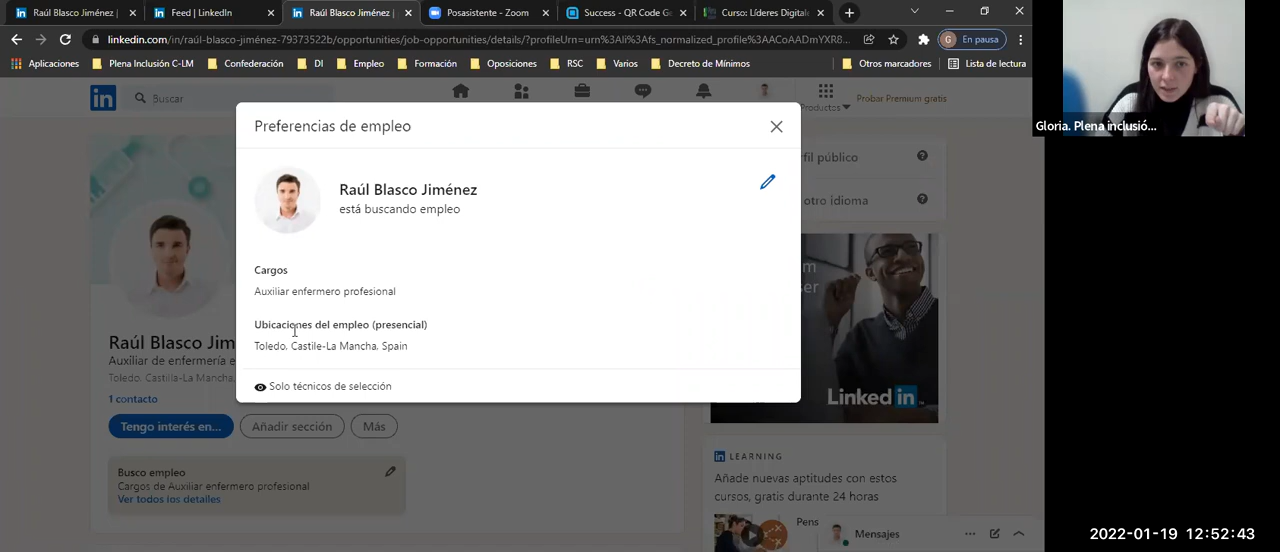 Raúl Blasco Jiménez |
Feed | LinkedIn
Raúl Blasco Jiménez |
Posasistente - Zoom
Success - QR Code Ge
Curso: Líderes Digitale
linkedin.com/in/raúl-blasco-jiménez-79373522b/opportunities/job-opportunities/details/?profileUrn=urn%3Ali%3Afs_normalized_profile%3AACoAADmYXR8...
G En pausa
Aplicaciones
Plena Inclusión C-LM
Confederación
DI
Empleo
Formación
Oposiciones
RSC
Varios
Decreto de Mínimos
Otros marcadores
Lista de lectura
Gloria. Plena inclusió...
in
Buscar
Productos
Probar Premium gratis
Preferencias de empleo
Raúl Blasco Jiménez
está buscando empleo
Cargos
Auxiliar enfermero profesional
Ubicaciones del empleo (presencial)
Toledo, Castile-La Mancha, Spain
Solo técnicos de selección
rfil público
otro idioma
Linked in
Raúl Blasco Jim
Auxiliar de enfermería e
Toledo, Castilla-La Mancha,
1 contacto
Tengo interés en...
Añadir sección
Más
Busco empleo
Cargos de Auxiliar enfermero profesional
Ver todos los detalles
in LEARNING
Añade nuevas aptitudes con estos
cursos, gratis durante 24 horas
Pens
Mensajes
2022-01-19 12:52:43